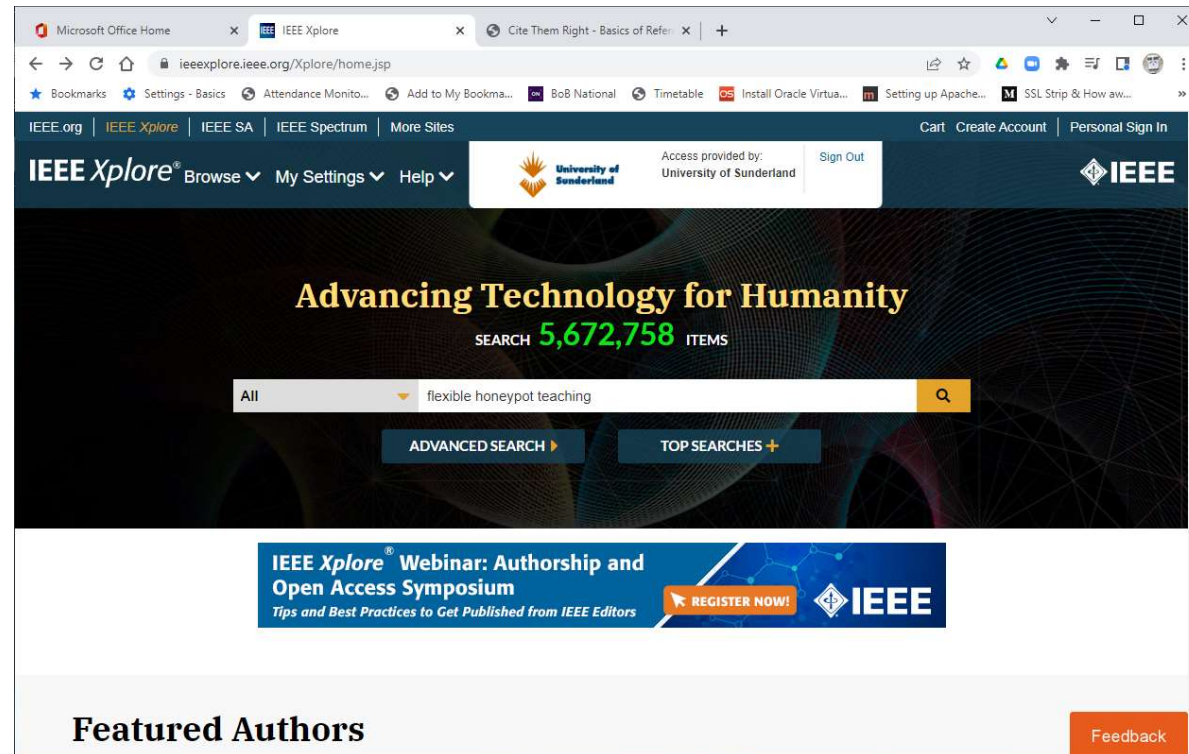 Microsoft Office Home
IEEE Xplore
Cite Them Right - Basics of Refer
ieeexplore.ieee.org/Xplore/home.jsp
Bookmarks Settings - Basics Attendance Monito... Add to My Bookma... BoB National Timetable Install Oracle Virtua... Setting up Apache... SSL Strip & How aw... »
IEEE.org | IEEE Xplore | IEEE SA | IEEE Spectrum | More Sites
Cart Create Account | Personal Sign In
IEEE Xplore® Browse My Settings Help
University of
Sunderland
Access provided by:
University of Sunderland
Sign Out
IEEE
Advancing Technology for Humanity
SEARCH 5,672,758 ITEMS
All
flexible honeypot teaching
ADVANCED SEARCH
TOP SEARCHES +
IEEE Xplore® Webinar: Authorship and
Open Access Symposium
Tips and Best Practices to Get Published from IEEE Editors
REGISTER NOW!
IEEE
Featured Authors
Feedback